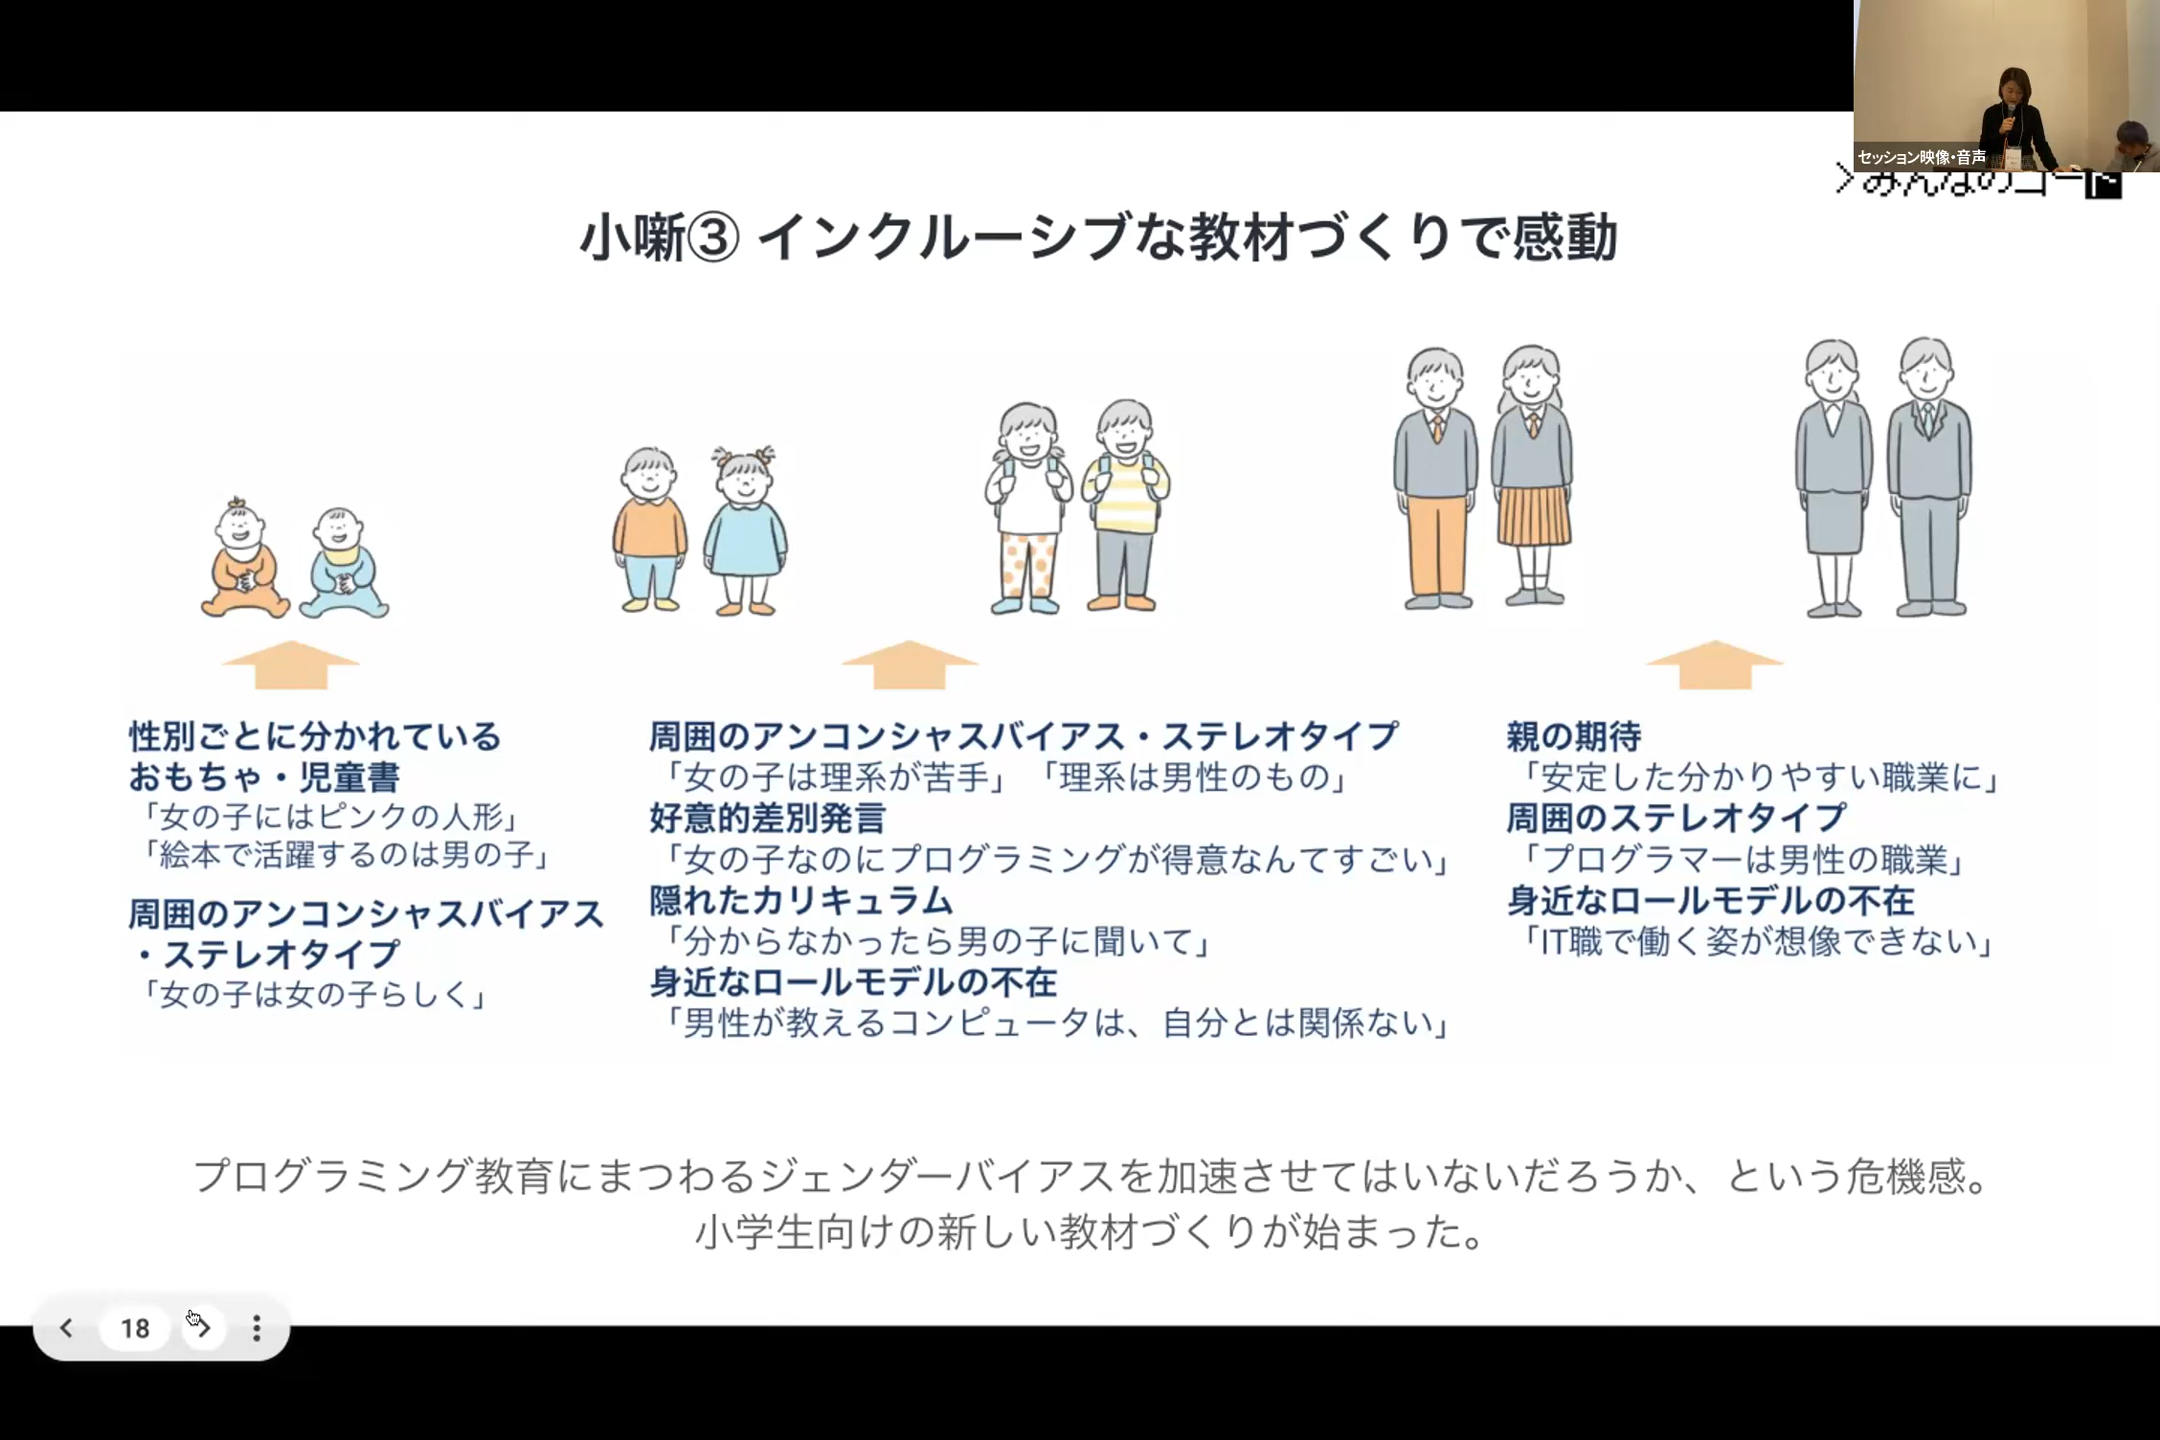 セッション映像・音声
>みんなのコード
小噺③ インクルーシブな教材づくりで感動
性別ごとに分かれている
おもちゃ・児童書
「女の子にはピンクの人形」
「絵本で活躍するのは男の子」
周囲のアンコンシャスバイアス
・ステレオタイプ
「女の子は女の子らしく」
周囲のアンコンシャスバイアス・ステレオタイプ
「女の子は理系が苦手」「理系は男性のもの」
好意的差別発言
「女の子なのにプログラミングが得意なんてすごい」
隠れたカリキュラム
「分からなかったら男の子に聞いて」
身近なロールモデルの不在
「男性が教えるコンピュータは、自分とは関係ない」
親の期待
「安定した分かりやすい職業に」
周囲のステレオタイプ
「プログラマーは男性の職業」
身近なロールモデルの不在
「IT職で働く姿が想像できない」
プログラミング教育にまつわるジェンダーバイアスを加速させてはいないだろうか、という危機感。
小学生向けの新しい教材づくりが始まった。
18